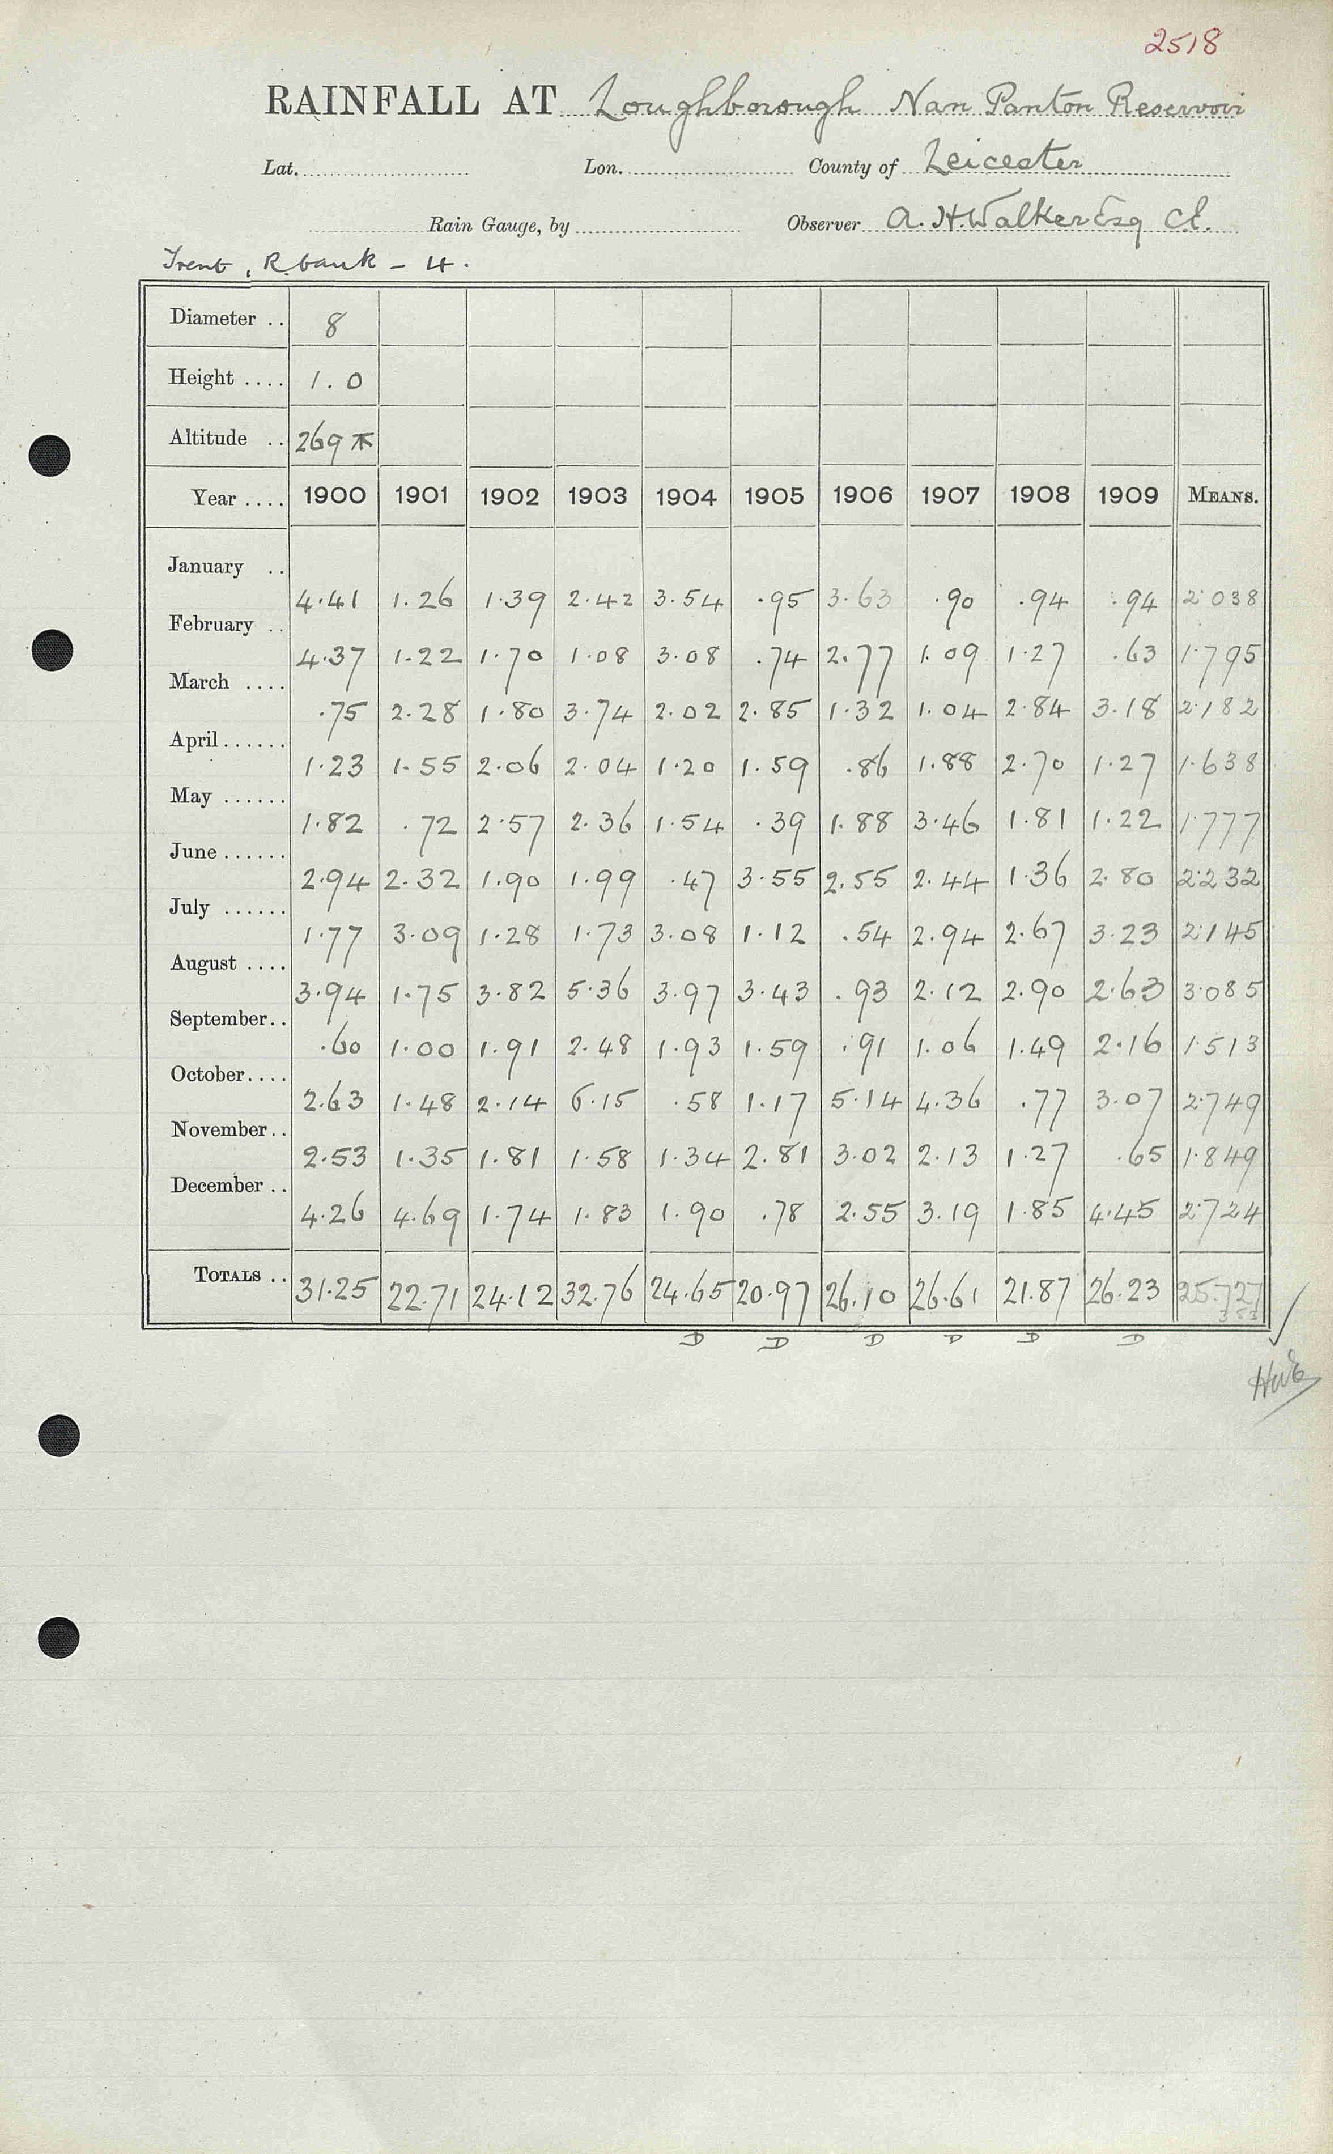 2518
RAINFALL AT Loughborough Nan Panton Reservoir
Lat. Lon. County of Leicester
Rain Gauge, by Observer A. H. Walker Esq CE.
Trent, R. bank - 4.
Diameter .. 8
Height .... 1.0
Altitude .. 269
Year .... 1900 1901 1902 1903 1904 1905 1906 1907 1908 1909 MEANS.
January .. 4.41 1.26 1.39 2.42 3.54 .95 3.63 .90 .94 .94 2.038
February .. 4.37 1.22 1.70 1.08 3.08 .74 2.77 1.09 1.27 .63 1.795
March .... .75 2.28 1.80 3.74 2.02 2.85 1.32 1.04 2.84 3.18 2.182
April ...... 1.23 1.55 2.06 2.04 1.20 1.59 .86 1.88 2.70 1.27 1.638
May ...... 1.82 .72 2.57 2.36 1.54 .39 1.88 3.46 1.81 1.22 1.777
June ...... 2.94 2.32 1.90 1.99 .47 3.55 2.55 2.44 1.36 2.80 2.232
July ...... 1.77 3.09 1.28 1.73 3.08 1.12 .54 2.94 2.67 3.23 2.145
August .... 3.94 1.75 3.82 5.36 3.97 3.43 .93 2.12 2.90 2.63 3.085
September.. .60 1.00 1.91 2.48 1.93 1.59 .91 1.06 1.49 2.16 1.513
October.... 2.63 1.48 2.14 6.15 .58 1.17 5.14 4.36 .77 3.07 2.749
November.. 2.53 1.35 1.81 1.58 1.34 2.81 3.02 2.13 1.27 .65 1.849
December .. 4.26 4.69 1.74 1.83 1.90 .78 2.55 3.19 1.85 4.45 2.724
TOTALS .. 31.25 22.71 24.12 32.76 24.65 20.97 26.10 26.61 21.87 26.23 25.727
D D D D D D